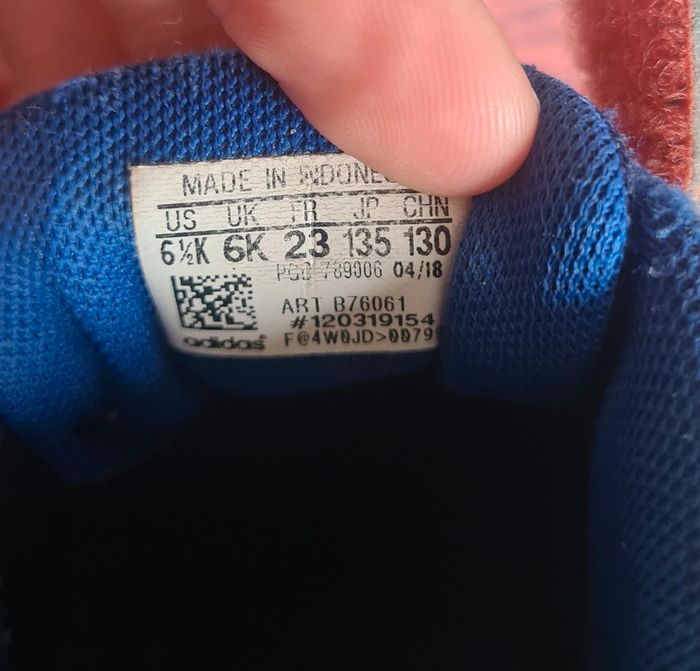 MADE IN INDONE
US UK FR JP CHN
6½K 6K 23 135 130
789006 04/18
ART B76061
#120319154
adidas F@4W0JD>0079